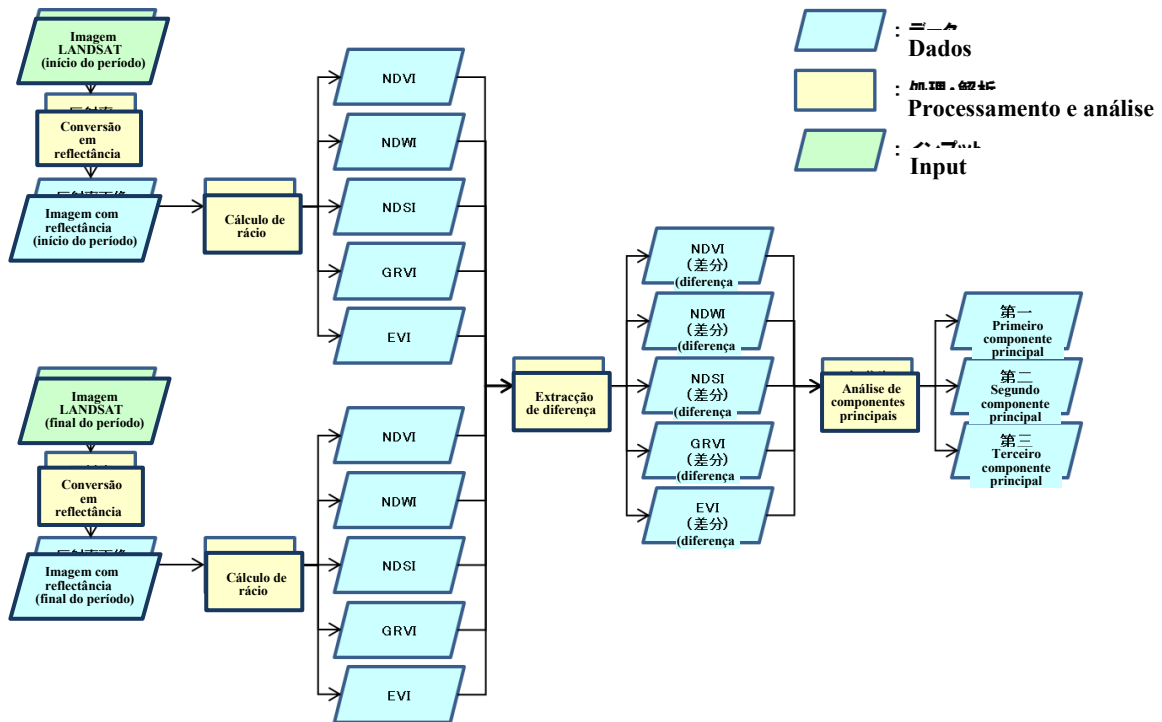 Imagem
LANDSAT
(início do período)
Conversão
em
reflectância
Imagem com
reflectância
(início do período)
Cálculo de
rácio
NDVI
NDWI
NDSI
GRVI
EVI
Imagem
LANDSAT
(final do período)
Conversão
em
reflectância
Imagem com
reflectância
(final do período)
Cálculo de
rácio
NDVI
NDWI
NDSI
GRVI
EVI
Extracção
de diferença
NDVI
(差分)
(diferença
NDWI
(差分)
(diferença
NDSI
(差分)
(diferença
GRVI
(差分)
(diferença
EVI
(差分)
(diferença
Análise de
componentes
principais
第一
Primeiro
componente
principal
第二
Segundo
componente
principal
第三
Terceiro
componente
principal
:
Dados
:
Processamento e análise
:
Input